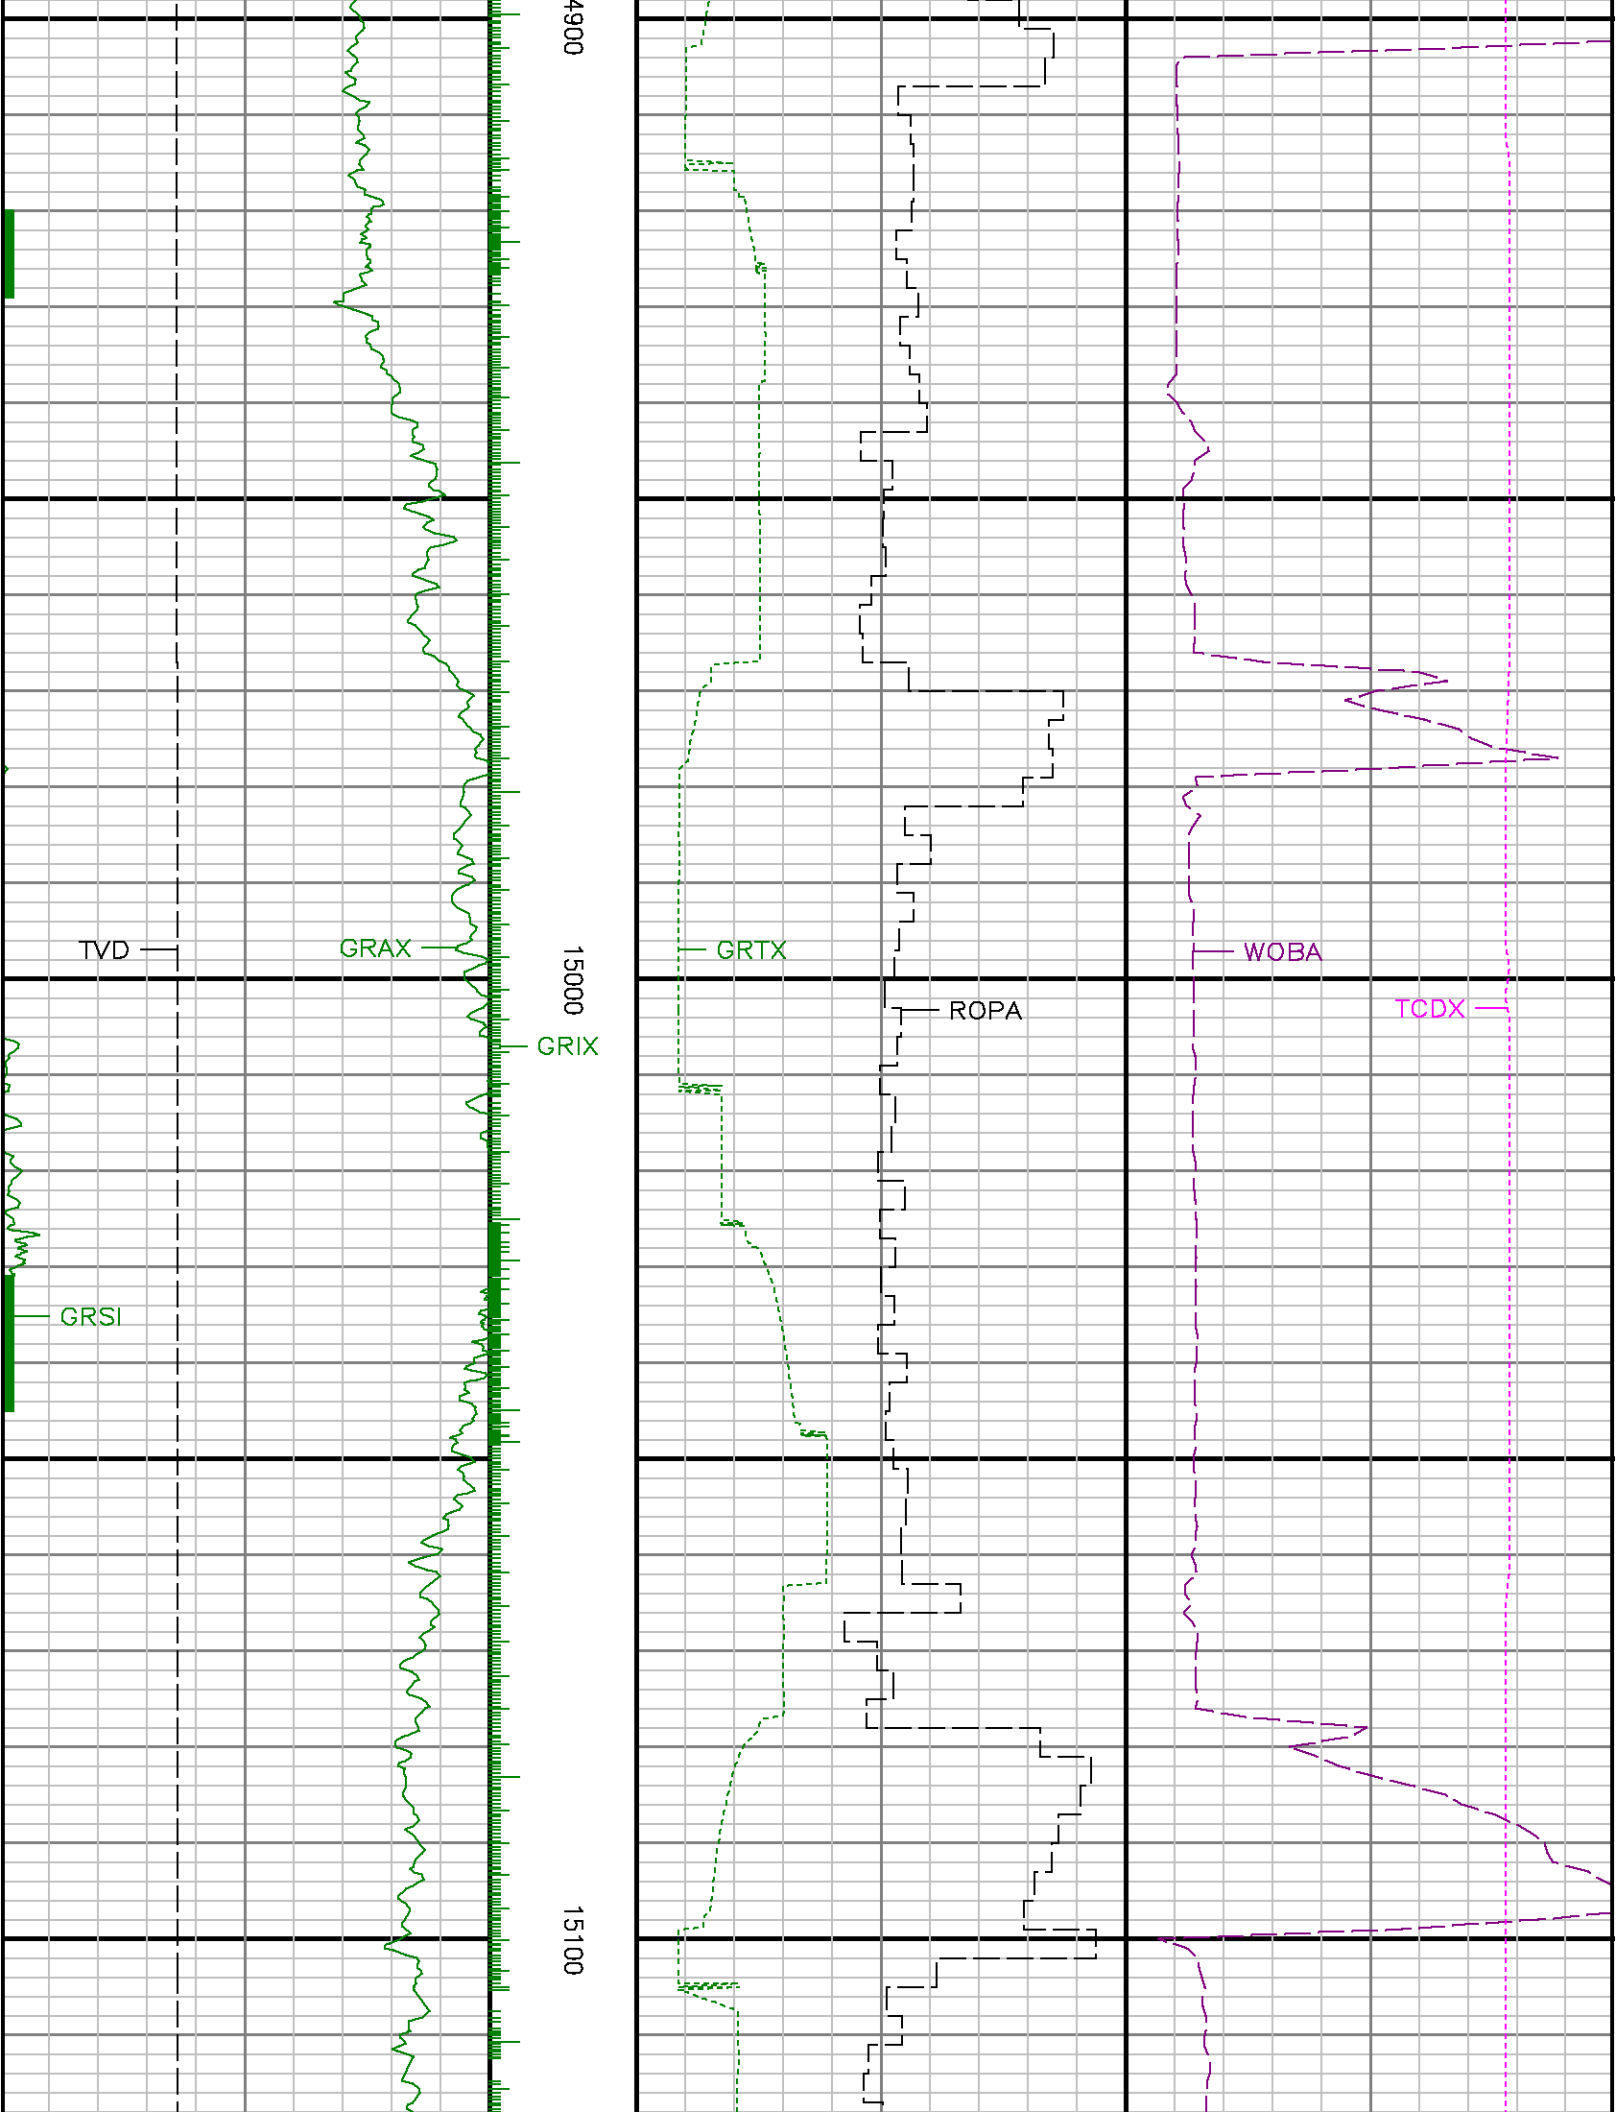 4900
TVD
GRAX
GRTX
WOBA
15000
ROPA
TCDX
GRIX
GRSI
15100